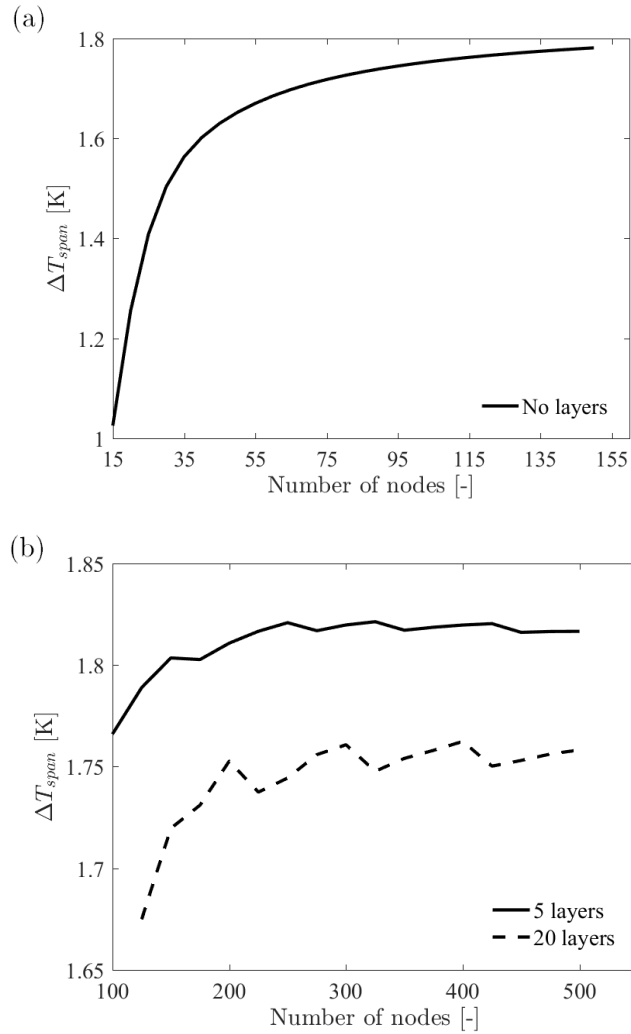 (a)
1.8
1.6
1.4
1.2
1
ΔT_span [K]
15 35 55 75 95 115 135 155
Number of nodes [-]
No layers
(b)
1.85
1.8
1.75
1.7
1.65
ΔT_span [K]
100 200 300 400 500
Number of nodes [-]
5 layers
20 layers